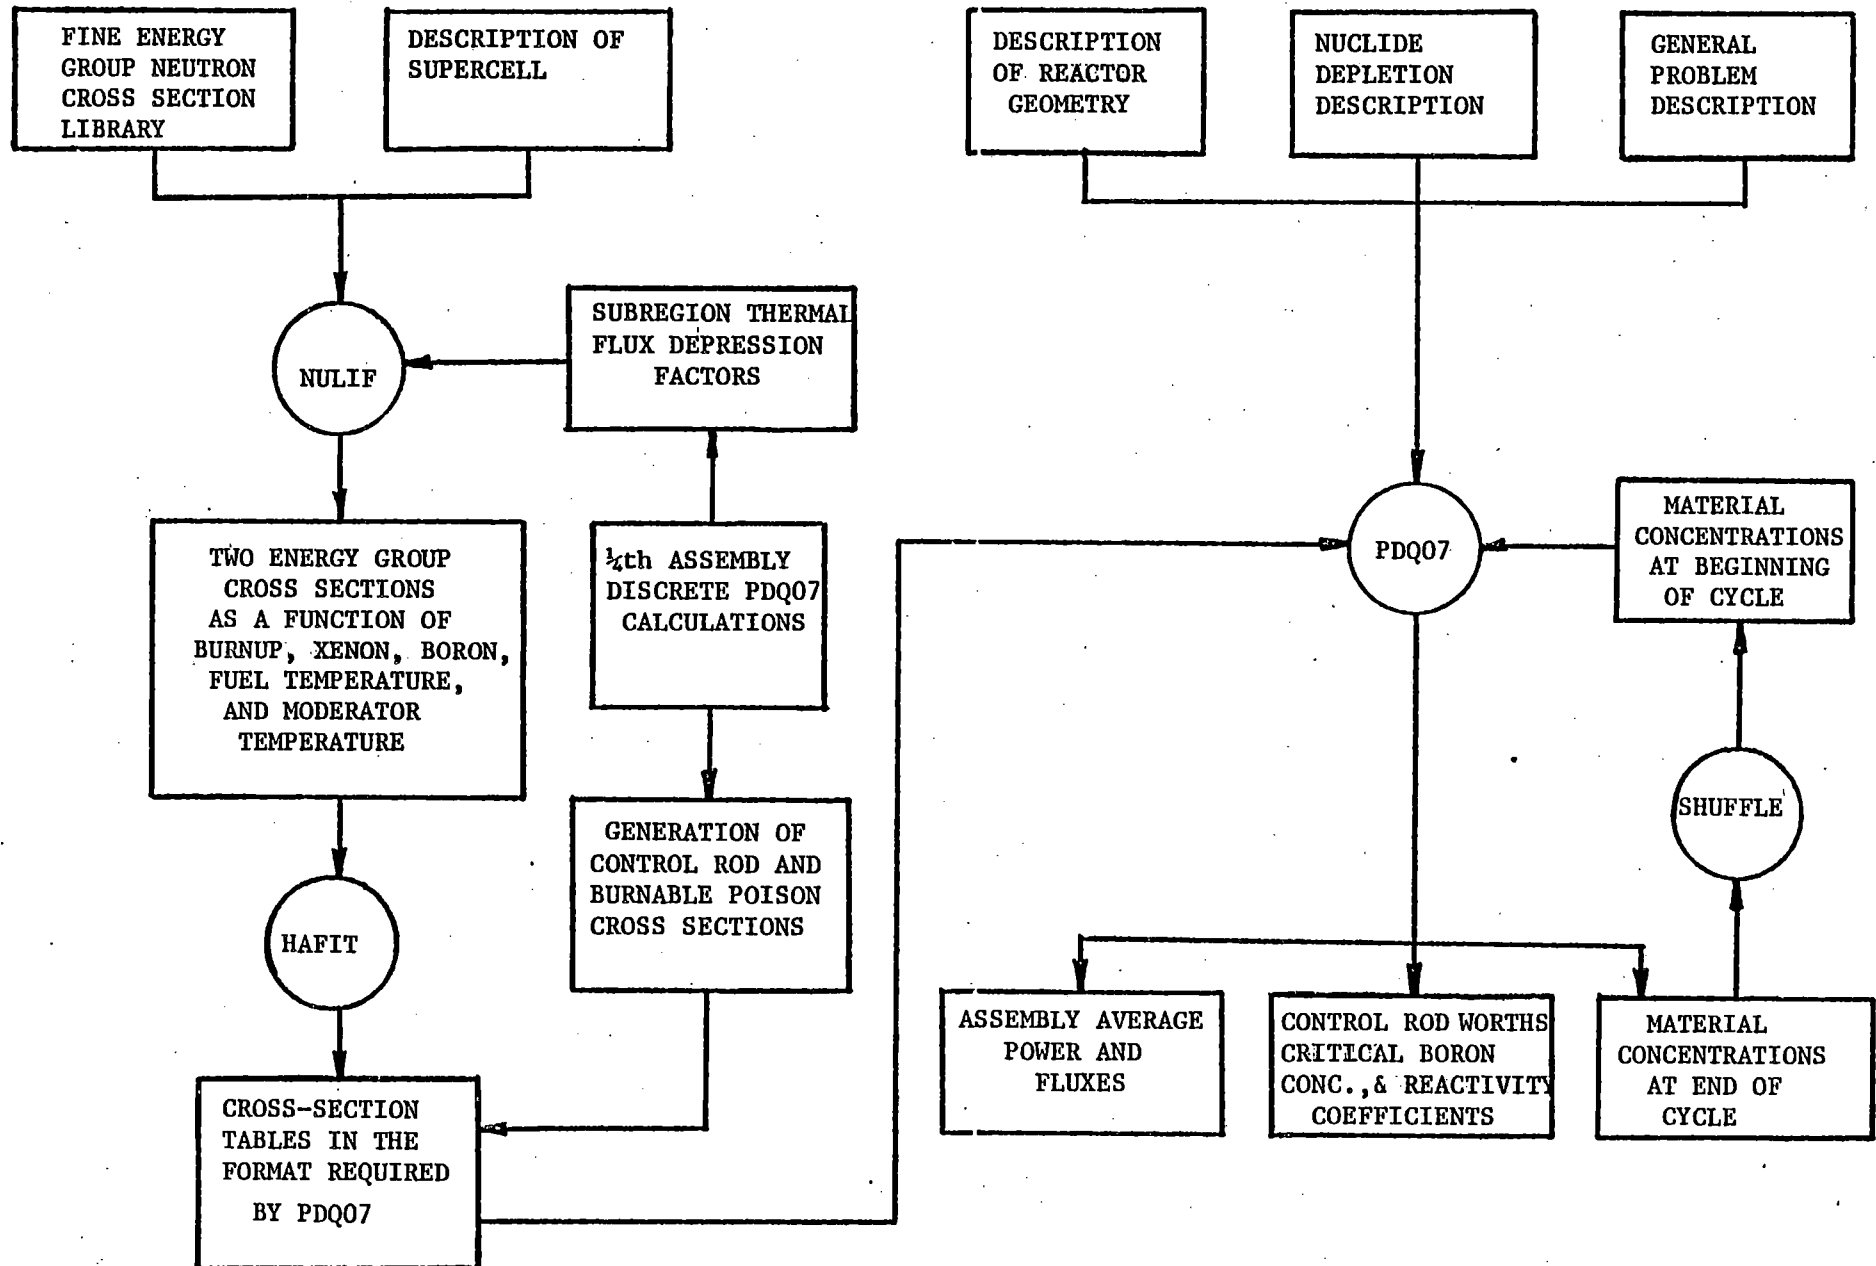 FINE ENERGY
GROUP NEUTRON
CROSS SECTION
LIBRARY
DESCRIPTION OF
SUPERCELL
DESCRIPTION
OF REACTOR
GEOMETRY
NUCLIDE
DEPLETION
DESCRIPTION
GENERAL
PROBLEM
DESCRIPTION
NULIF
SUBREGION THERMAL
FLUX DEPRESSION
FACTORS
TWO ENERGY GROUP
CROSS SECTIONS
AS A FUNCTION OF
BURNUP, XENON, BORON,
FUEL TEMPERATURE,
AND MODERATOR
TEMPERATURE
¼th ASSEMBLY
DISCRETE PDQ07
CALCULATIONS
GENERATION OF
CONTROL ROD AND
BURNABLE POISON
CROSS SECTIONS
HAFIT
CROSS-SECTION
TABLES IN THE
FORMAT REQUIRED
BY PDQ07
PDQ07
MATERIAL
CONCENTRATIONS
AT BEGINNING
OF CYCLE
SHUFFLE
ASSEMBLY AVERAGE
POWER AND
FLUXES
CONTROL ROD WORTHS
CRITICAL BORON
CONC.,& REACTIVITY
COEFFICIENTS
MATERIAL
CONCENTRATIONS
AT END OF
CYCLE